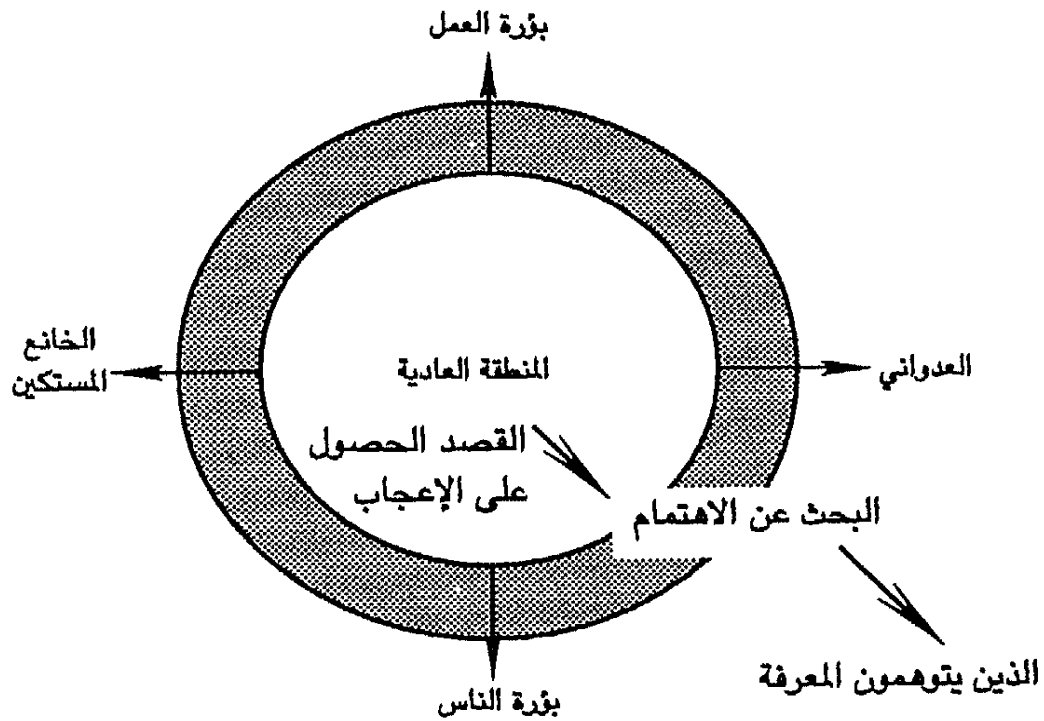 بؤرة العمل
الخانع
المستكين
العدواني
المنطقة العادية
القصد الحصول
على الإعجاب
البحث عن الاهتمام
الذين يتوهمون المعرفة
بؤرة الناس